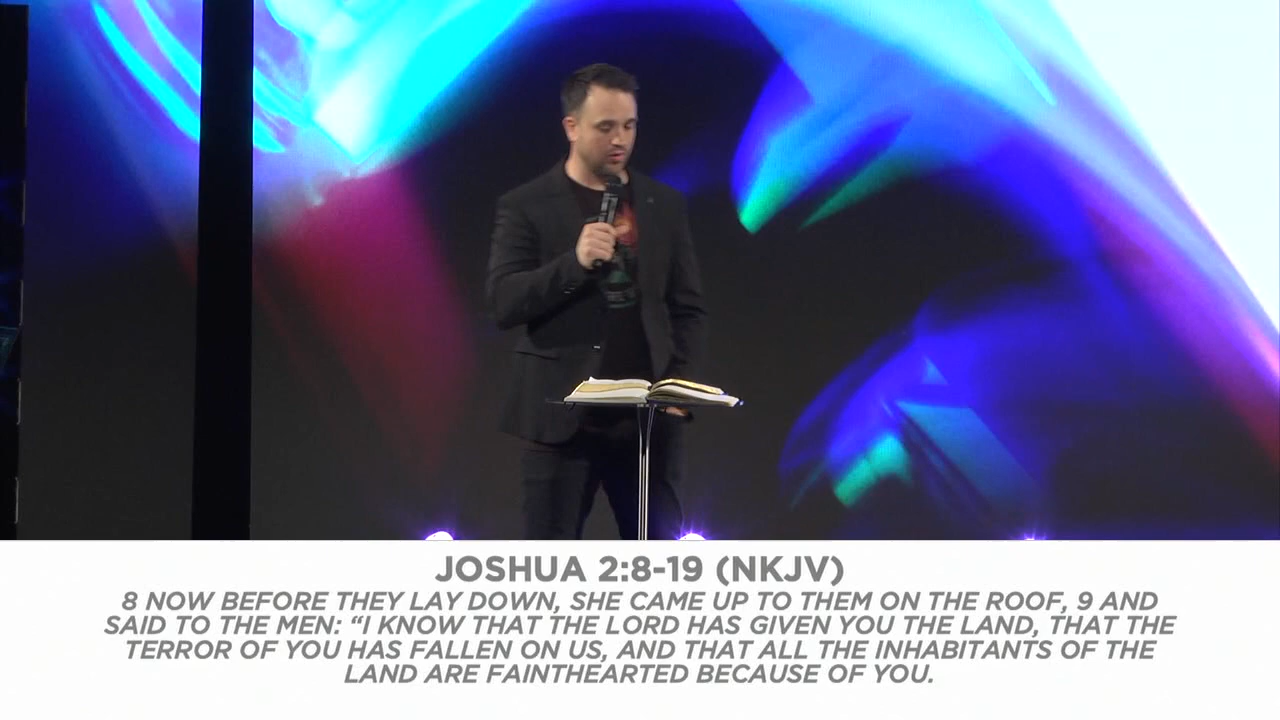 JOSHUA 2:8-19 (NKJV)
8 NOW BEFORE THEY LAY DOWN, SHE CAME UP TO THEM ON THE ROOF, 9 AND
SAID TO THE MEN: “I KNOW THAT THE LORD HAS GIVEN YOU THE LAND, THAT THE
TERROR OF YOU HAS FALLEN ON US, AND THAT ALL THE INHABITANTS OF THE
LAND ARE FAINTHEARTED BECAUSE OF YOU.